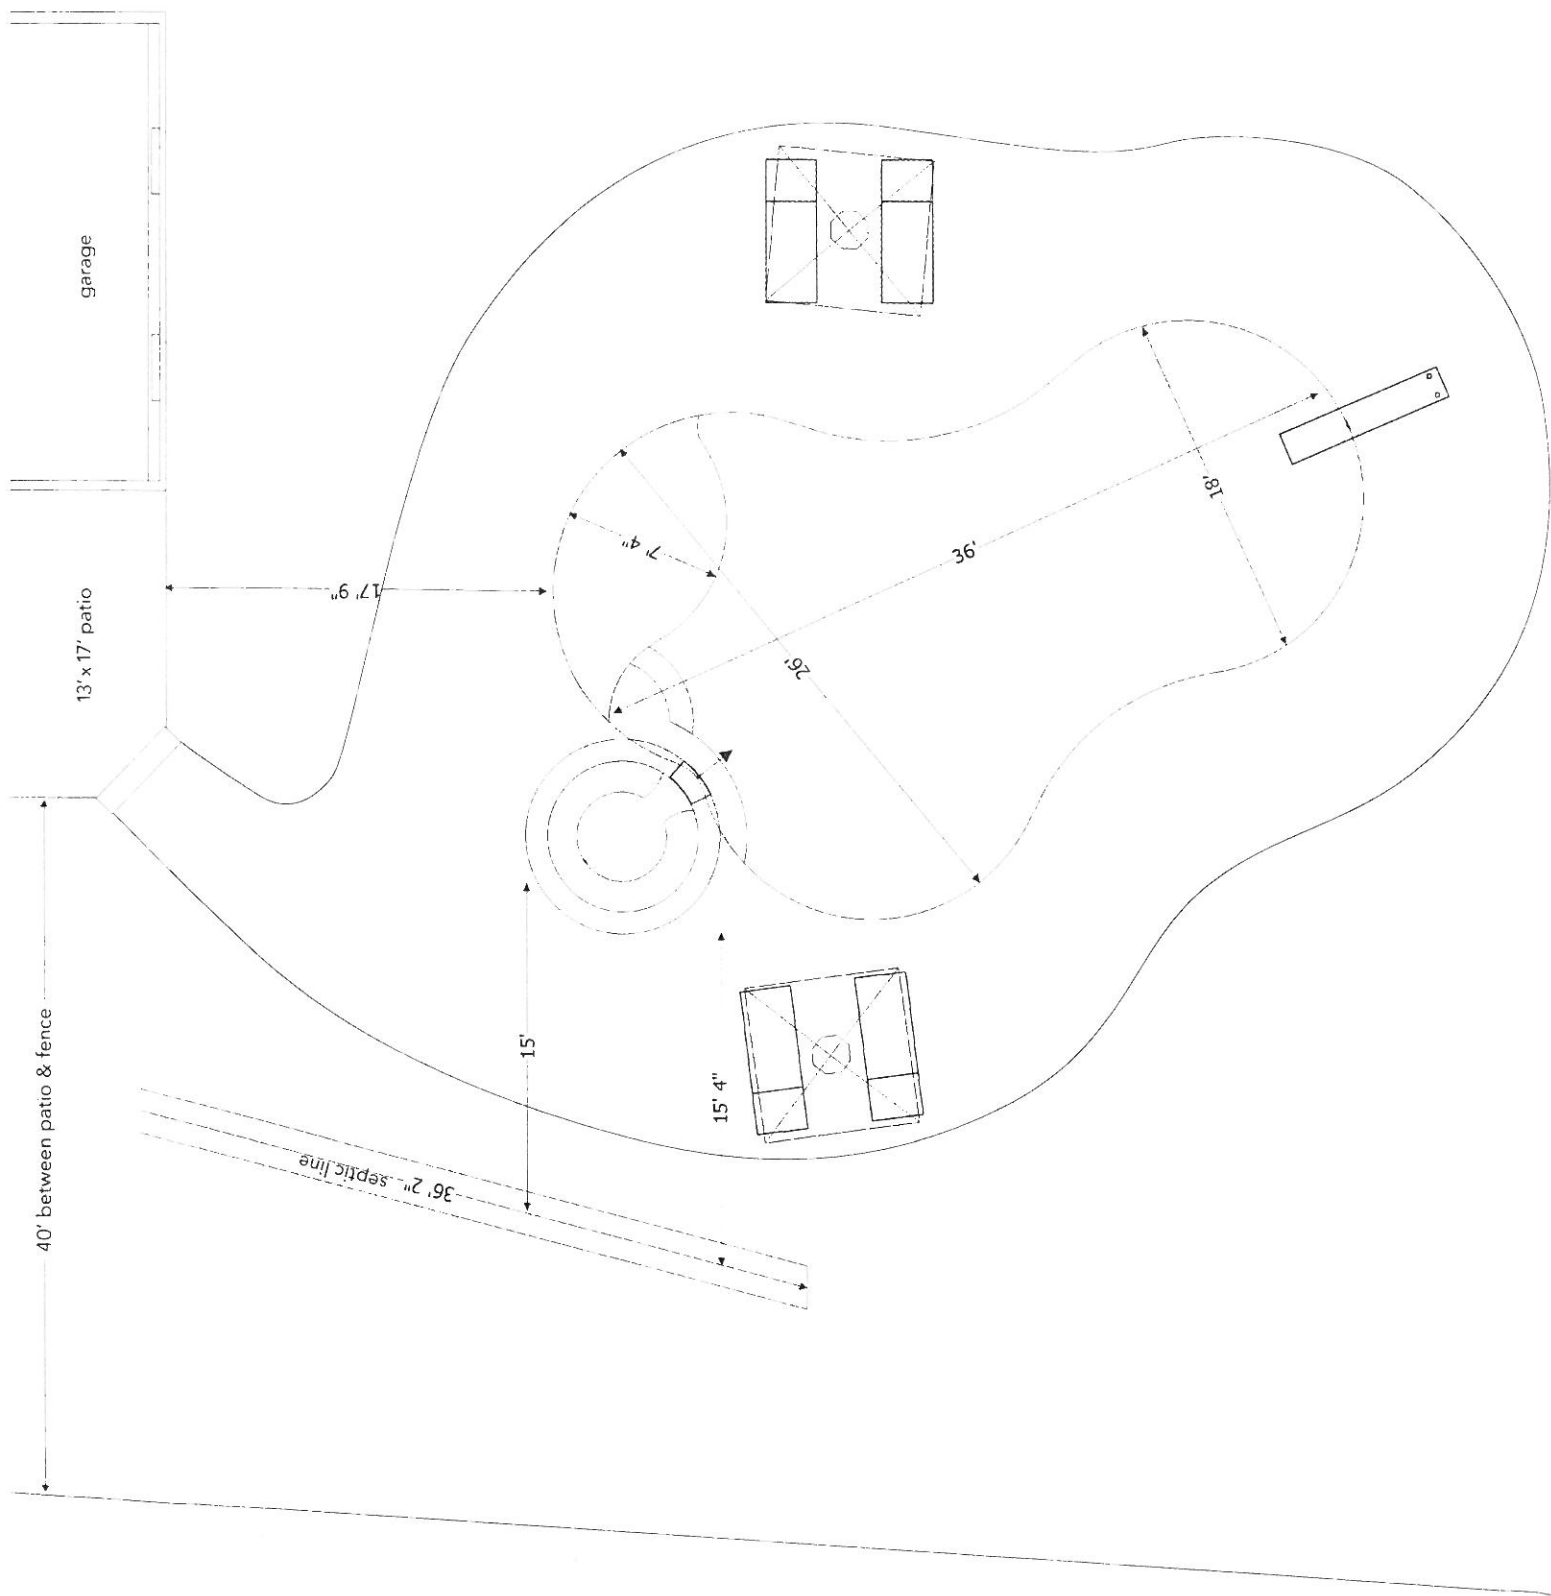 garage
13' x 17' patio
17' 9"
7' 4"
26'
36'
18'
40' between patio & fence
15'
15' 4"
36' 2" septic line